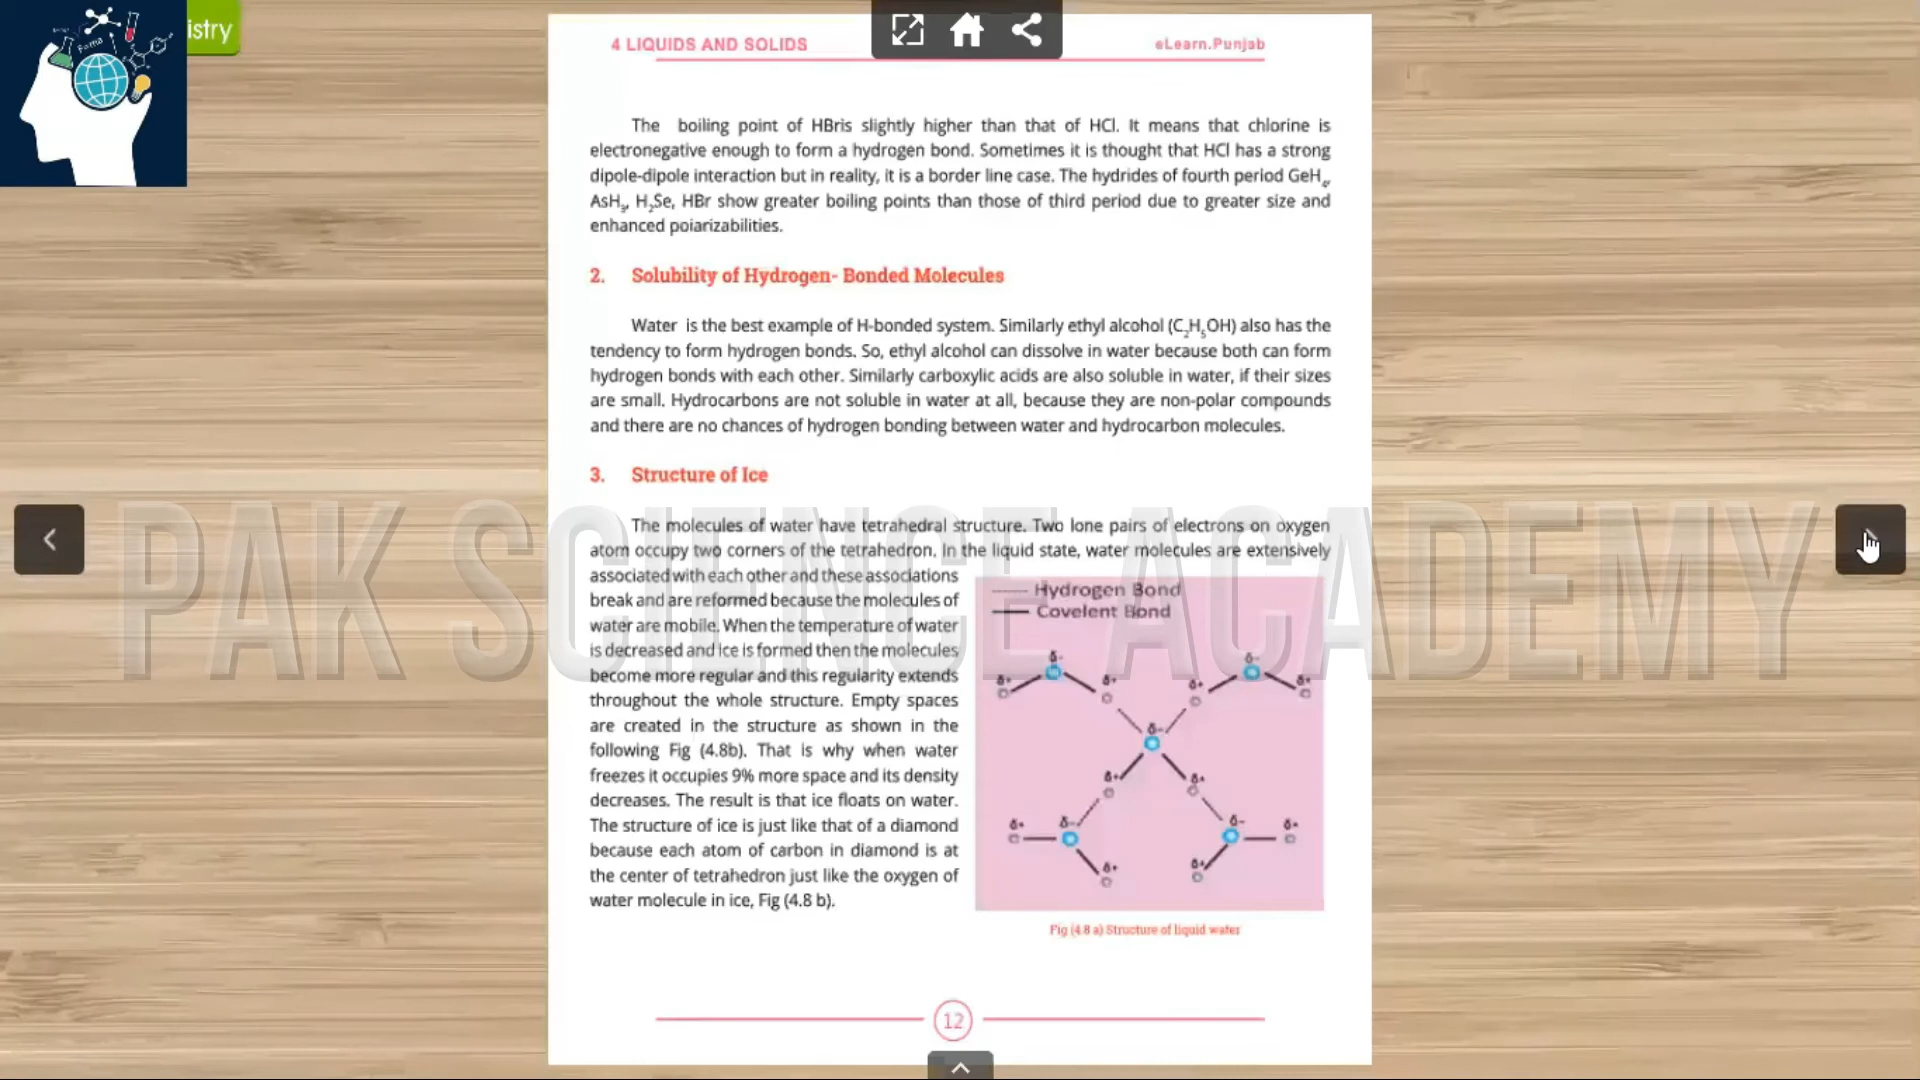 istry
4 LIQUIDS AND SOLIDS
eLearn.Punjab
The boiling point of HBris slightly higher than that of HCl. It means that chlorine is
electronegative enough to form a hydrogen bond. Sometimes it is thought that HCl has a strong
dipole-dipole interaction but in reality, it is a border line case. The hydrides of fourth period GeH₄,
AsH₃, H₂Se, HBr show greater boiling points than those of third period due to greater size and
enhanced poiarizabilities.
2. Solubility of Hydrogen- Bonded Molecules
Water is the best example of H-bonded system. Similarly ethyl alcohol (C₂H₅OH) also has the
tendency to form hydrogen bonds. So, ethyl alcohol can dissolve in water because both can form
hydrogen bonds with each other. Similarly carboxylic acids are also soluble in water, if their sizes
are small. Hydrocarbons are not soluble in water at all, because they are non-polar compounds
and there are no chances of hydrogen bonding between water and hydrocarbon molecules.
3. Structure of Ice
The molecules of water have tetrahedral structure. Two lone pairs of electrons on oxygen
atom occupy two corners of the tetrahedron. In the liquid state, water molecules are extensively
associated with each other and these associations
break and are reformed because the molecules of
water are mobile. When the temperature of water
is decreased and ice is formed then the molecules
become more regular and this regularity extends
throughout the whole structure. Empty spaces
are created in the structure as shown in the
following Fig (4.8b). That is why when water
freezes it occupies 9% more space and its density
decreases. The result is that ice floats on water.
The structure of ice is just like that of a diamond
because each atom of carbon in diamond is at
the center of tetrahedron just like the oxygen of
water molecule in ice, Fig (4.8 b).
Hydrogen Bond
Covelent Bond
δ- δ-
δ+ δ+ δ+ δ+
δ-
δ+ δ+
δ+ δ- δ- δ+
δ+ δ+
Fig (4.8 a) Structure of liquid water
12
PAK SCIENCE ACADEMY